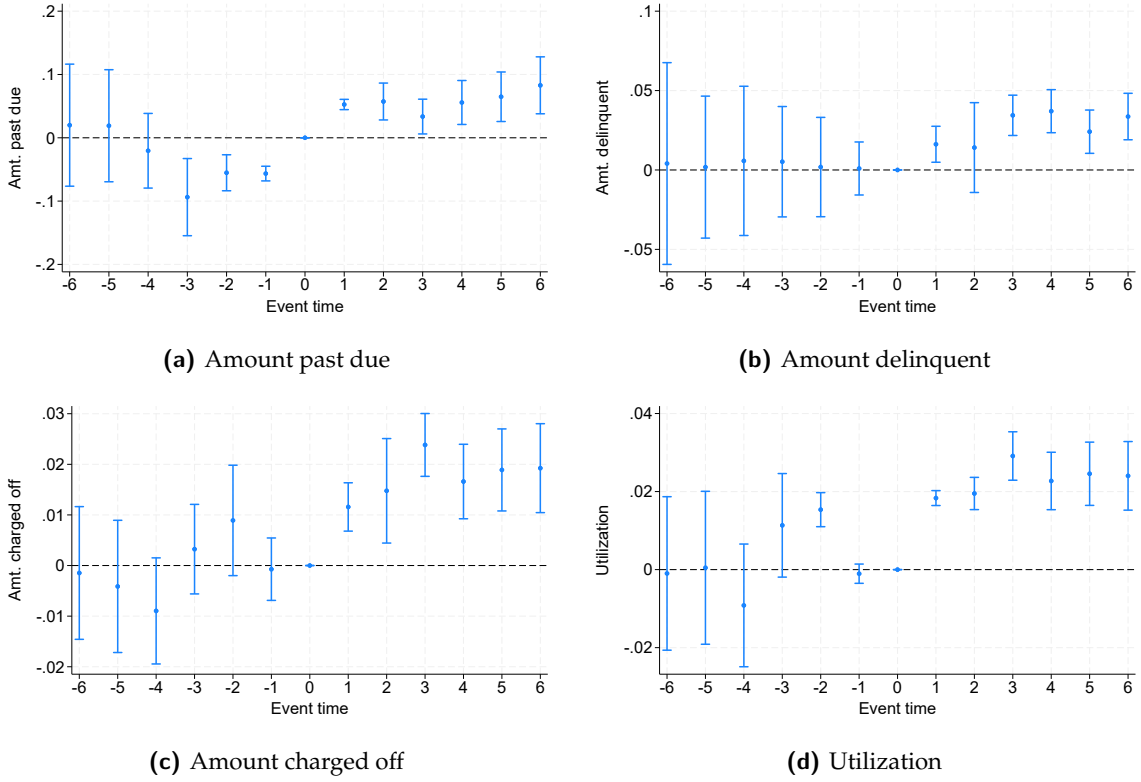 .2
.1
0
-.1
-.2
Amt. past due
-6 -5 -4 -3 -2 -1 0 1 2 3 4 5 6
Event time
(a) Amount past due
.1
.05
0
-.05
Amt. delinquent
-6 -5 -4 -3 -2 -1 0 1 2 3 4 5 6
Event time
(b) Amount delinquent
.03
.02
.01
0
-.01
-.02
Amt. charged off
-6 -5 -4 -3 -2 -1 0 1 2 3 4 5 6
Event time
(c) Amount charged off
.04
.02
0
-.02
Utilization
-6 -5 -4 -3 -2 -1 0 1 2 3 4 5 6
Event time
(d) Utilization